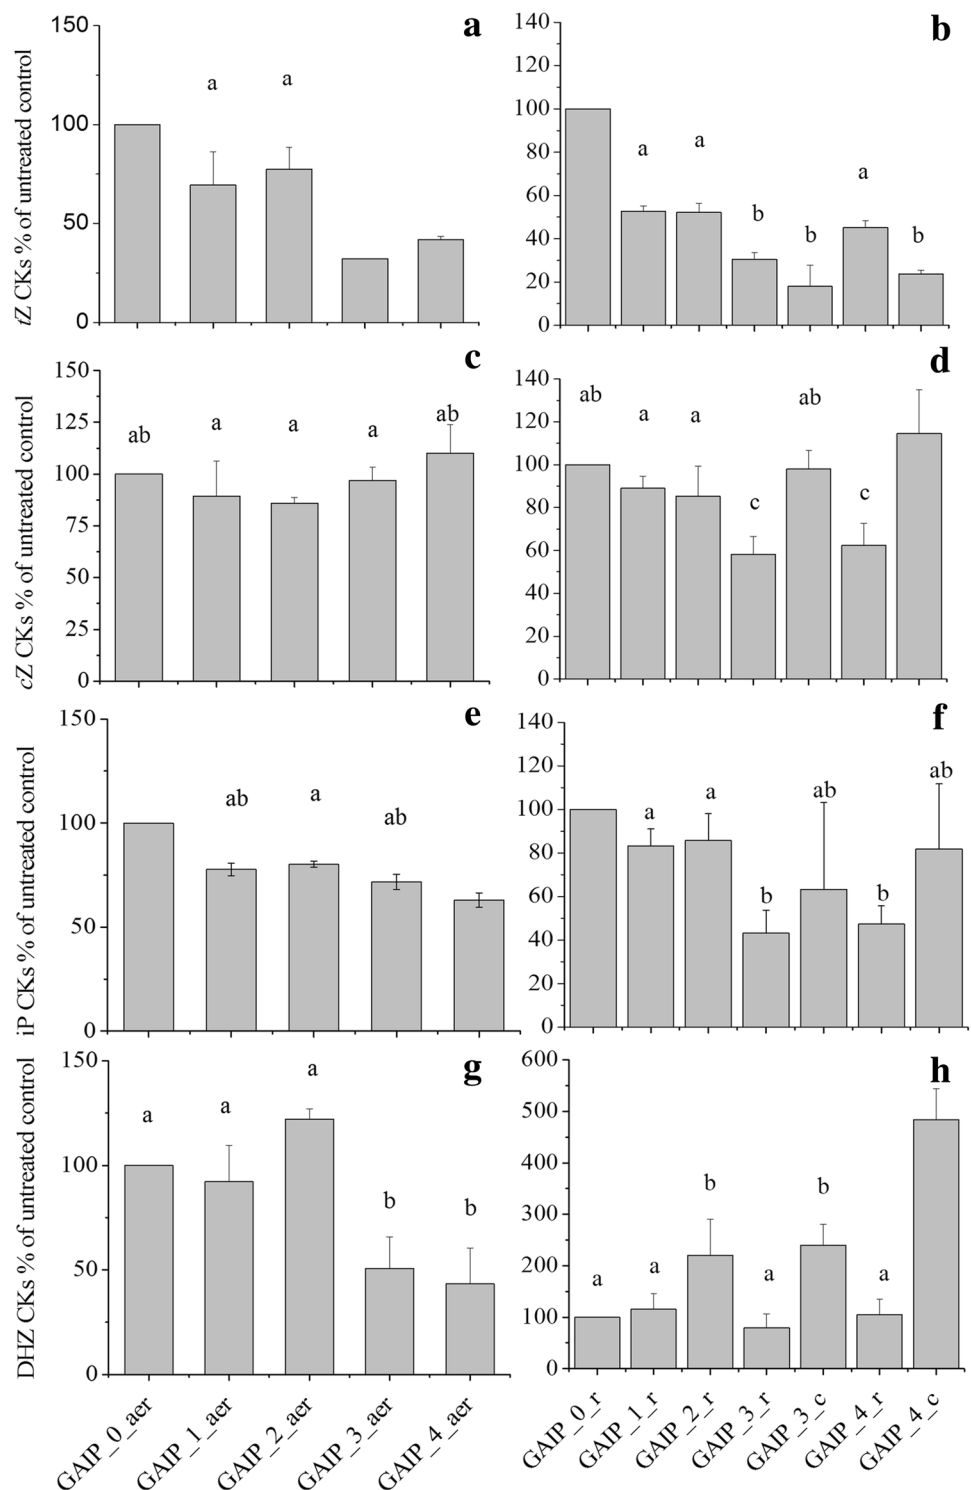 a
tZ CKs % of untreated control
150
100
50
0
a a
b
140
120
100
80
60
40
20
0
a a b b a b
c
cZ CKs % of untreated control
150
125
100
75
50
25
0
ab a a a ab
d
140
120
100
80
60
40
20
0
ab a a c ab c
e
iP CKs % of untreated control
150
100
50
0
ab a ab
f
140
120
100
80
60
40
20
0
a a b ab b ab
g
DHZ CKs % of untreated control
150
100
50
0
a a a b b
GAIP_0_aer
GAIP_1_aer
GAIP_2_aer
GAIP_3_aer
GAIP_4_aer
h
600
500
400
300
200
100
0
a a b a b a
GAIP_0_r
GAIP_1_r
GAIP_2_r
GAIP_3_r
GAIP_3_c
GAIP_4_r
GAIP_4_c